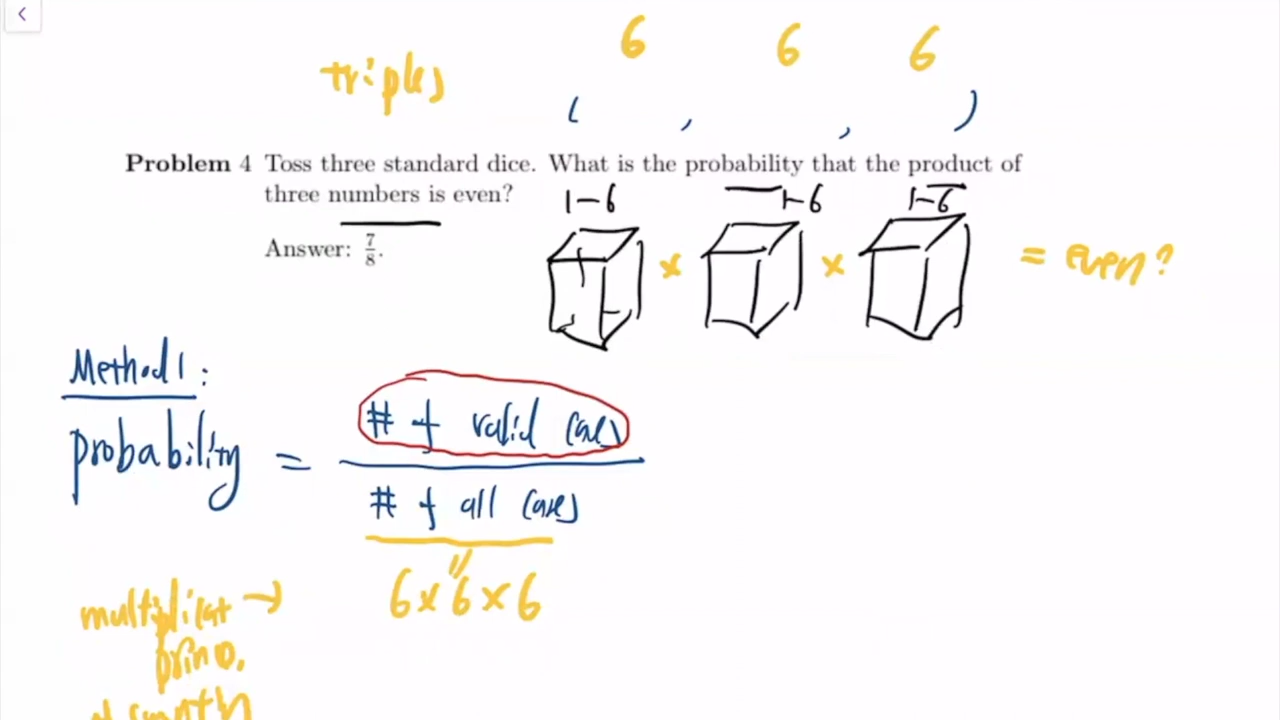 6 6 6
triples
( , , )
Problem 4 Toss three standard dice. What is the probability that the product of
three numbers is even?
1-6 1-6 1-6
Answer: 7/8.
× × = even?
Method 1:
probability = # of valid cases
# of all cases
6×6×6
multiplicat →